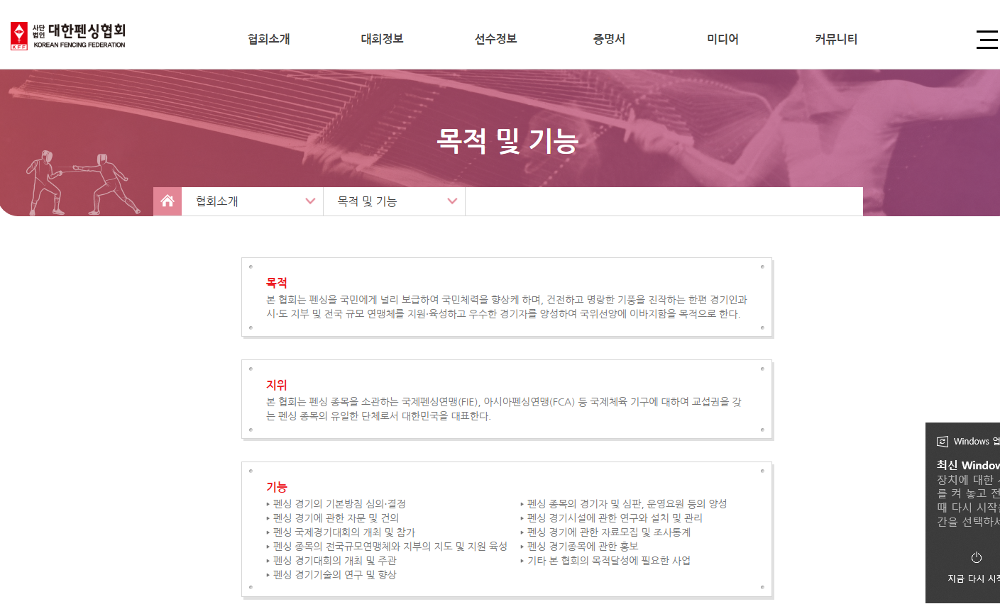 사단법인 대한펜싱협회
KFF KOREAN FENCING FEDERATION
협회소개 대회정보 선수정보 증명서 미디어 커뮤니티
목적 및 기능
협회소개 목적 및 기능
목적
본 협회는 펜싱을 국민에게 널리 보급하여 국민체력을 향상케 하며, 건전하고 명랑한 기풍을 진작하는 한편 경기인과
시·도 지부 및 전국 규모 연맹체를 지원·육성하고 우수한 경기자를 양성하여 국위선양에 이바지함을 목적으로 한다.
지위
본 협회는 펜싱 종목을 소관하는 국제펜싱연맹(FIE), 아시아펜싱연맹(FCA) 등 국제체육 기구에 대하여 교섭권을 갖
는 펜싱 종목의 유일한 단체로서 대한민국을 대표한다.
기능
펜싱 경기의 기본방침 심의·결정
펜싱 경기에 관한 자문 및 건의
펜싱 국제경기대회의 개최 및 참가
펜싱 종목의 전국규모연맹체와 지부의 지도 및 지원 육성
펜싱 경기대회의 개최 및 주관
펜싱 경기기술의 연구 및 향상
펜싱 종목의 경기자 및 심판, 운영요원 등의 양성
펜싱 경기시설에 관한 연구와 설치 및 관리
펜싱 경기에 관한 자료모집 및 조사통계
펜싱 경기종목에 관한 홍보
기타 본 협회의 목적달성에 필요한 사업
Windows 업
최신 Window
장치에 대한
를 켜 놓고 전
때 다시 시작
간을 선택하세
지금 다시 시작